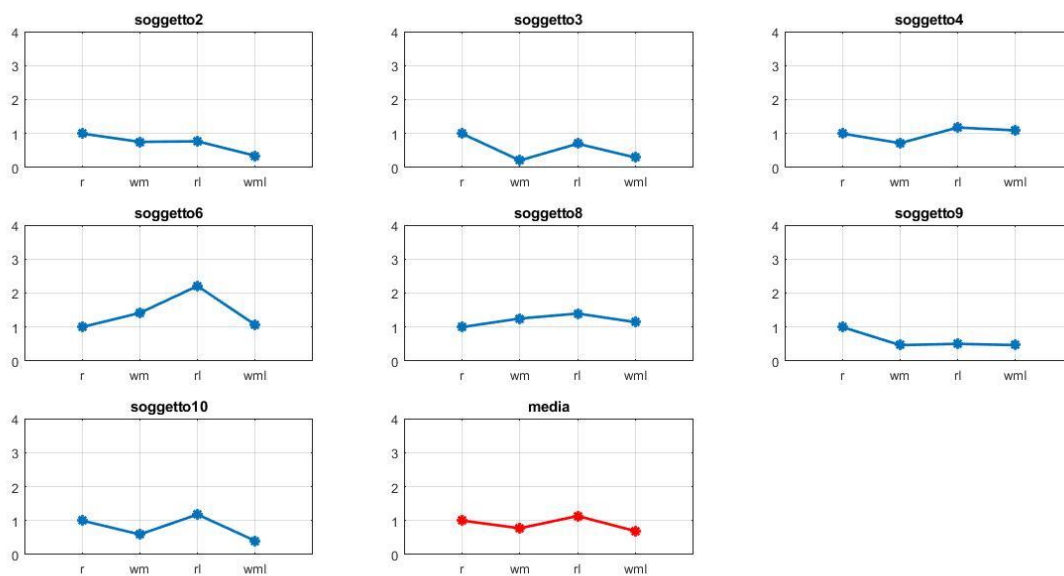 soggetto2 soggetto3 soggetto4
4 4 4
3 3 3
2 2 2
1 1 1
0 0 0
r wm rl wml r wm rl wml r wm rl wml
soggetto6 soggetto8 soggetto9
4 4 4
3 3 3
2 2 2
1 1 1
0 0 0
r wm rl wml r wm rl wml r wm rl wml
soggetto10 media
4 4
3 3
2 2
1 1
0 0
r wm rl wml r wm rl wml